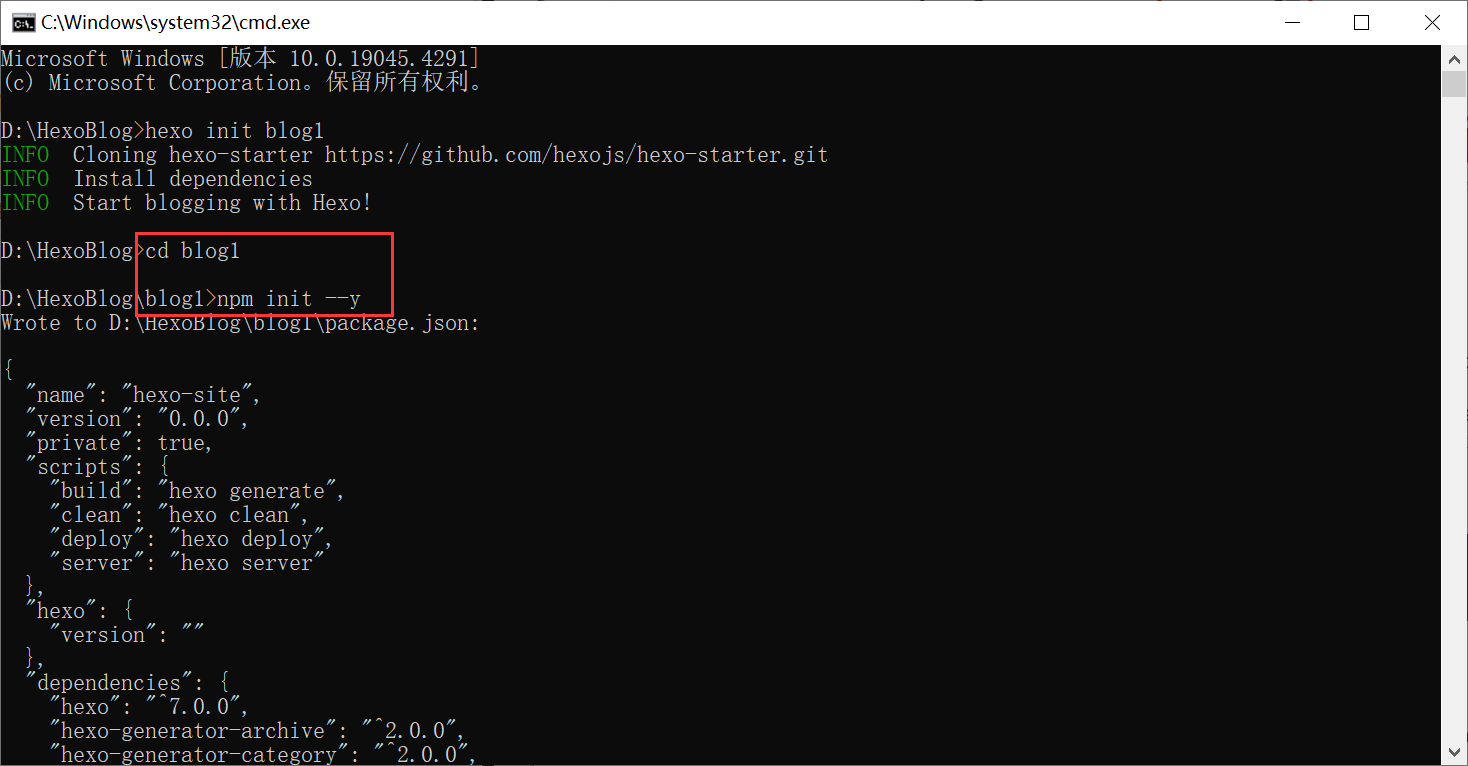 C:\Windows\system32\cmd.exe
Microsoft Windows [版本 10.0.19045.4291]
(c) Microsoft Corporation。保留所有权利。
D:\HexoBlog>hexo init blog1
INFO  Cloning hexo-starter https://github.com/hexojs/hexo-starter.git
INFO  Install dependencies
INFO  Start blogging with Hexo!
D:\HexoBlog>cd blog1
D:\HexoBlog\blog1>npm init --y
Wrote to D:\HexoBlog\blog1\package.json:
{
  "name": "hexo-site",
  "version": "0.0.0",
  "private": true,
  "scripts": {
    "build": "hexo generate",
    "clean": "hexo clean",
    "deploy": "hexo deploy",
    "server": "hexo server"
  },
  "hexo": {
    "version": ""
  },
  "dependencies": {
    "hexo": "^7.0.0",
    "hexo-generator-archive": "^2.0.0",
    "hexo-generator-category": "^2.0.0",